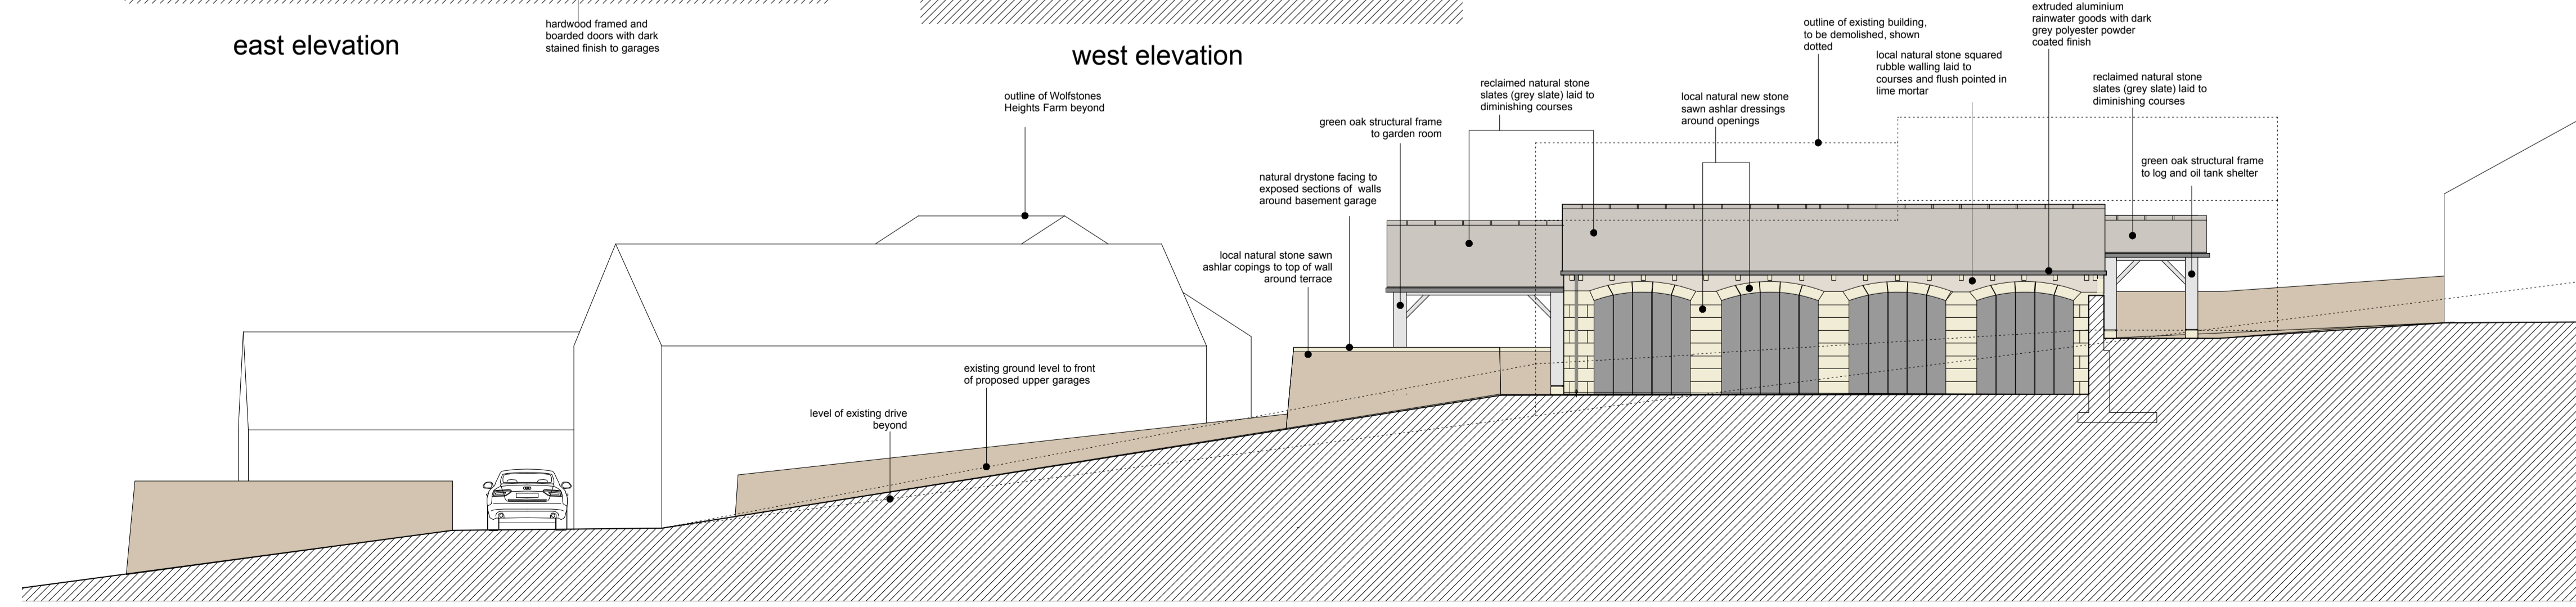 hardwood framed and
boarded doors with dark
stained finish to garages
east elevation
west elevation
outline of Wolfstones
Heights Farm beyond
level of existing drive
beyond
existing ground level to front
of proposed upper garages
local natural stone sawn
ashlar copings to top of wall
around terrace
natural drystone facing to
exposed sections of walls
around basement garage
green oak structural frame
to garden room
reclaimed natural stone
slates (grey slate) laid to
diminishing courses
local natural new stone
sawn ashlar dressings
around openings
outline of existing building,
to be demolished, shown
dotted
local natural stone squared
rubble walling laid to
courses and flush pointed in
lime mortar
extruded aluminium
rainwater goods with dark
grey polyester powder
coated finish
reclaimed natural stone
slates (grey slate) laid to
diminishing courses
green oak structural frame
to log and oil tank shelter